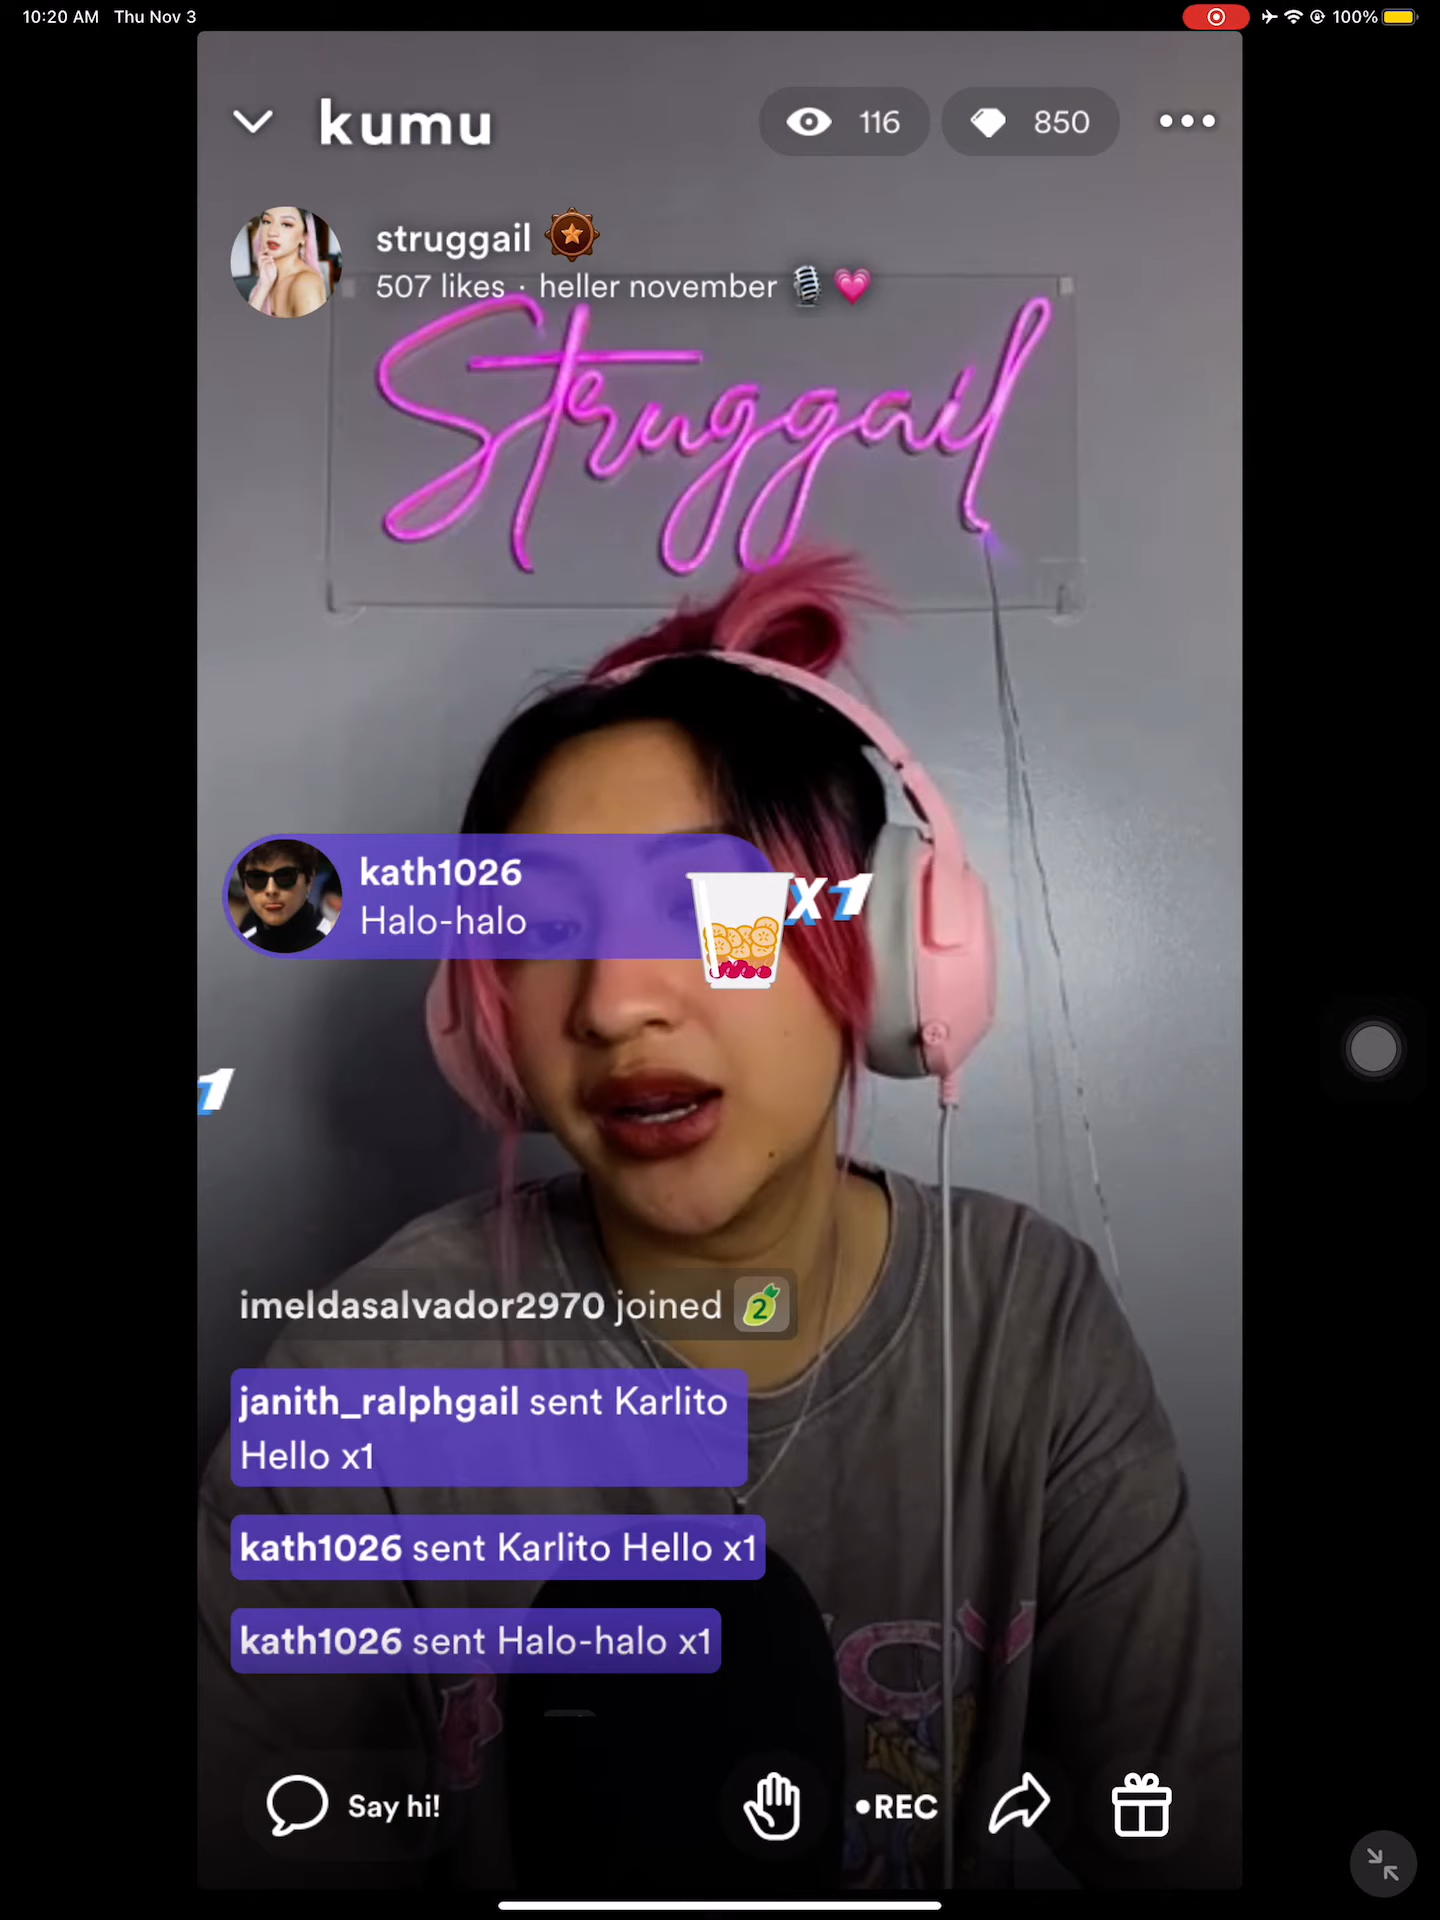 10:20 AM Thu Nov 3
100%
kumu
116
850
struggail
507 likes · heller november
Struggail
kath1026
Halo-halo
X1
1
imeldasalvador2970 joined
2
janith_ralphgail sent Karlito
Hello x1
kath1026 sent Karlito Hello x1
kath1026 sent Halo-halo x1
Say hi!
•REC